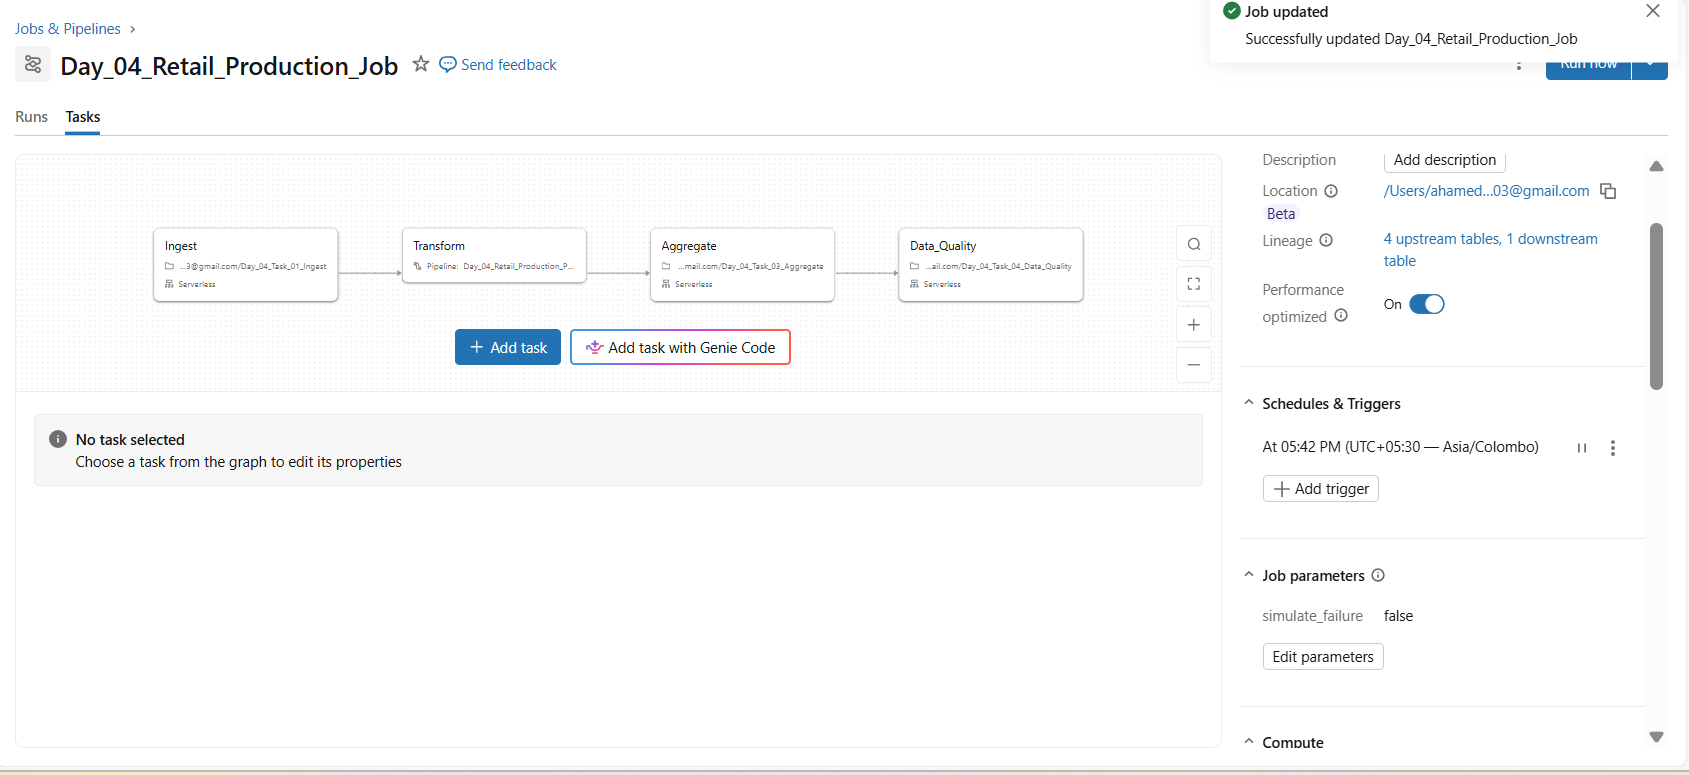 Jobs & Pipelines
Job updated
Successfully updated Day_04_Retail_Production_Job
Day_04_Retail_Production_Job
Send feedback
Run now
Runs
Tasks
Ingest
...3@gmail.com/Day_04_Task_01_Ingest
Serverless
Transform
Pipeline: Day_04_Retail_Production_P...
Aggregate
...mail.com/Day_04_Task_03_Aggregate
Serverless
Data_Quality
...ail.com/Day_04_Task_04_Data_Quality
Serverless
Add task
Add task with Genie Code
No task selected
Choose a task from the graph to edit its properties
Description
Add description
Location
/Users/ahamed...03@gmail.com
Beta
Lineage
4 upstream tables, 1 downstream
table
Performance
optimized
On
Schedules & Triggers
At 05:42 PM (UTC+05:30 — Asia/Colombo)
Add trigger
Job parameters
simulate_failure false
Edit parameters
Compute